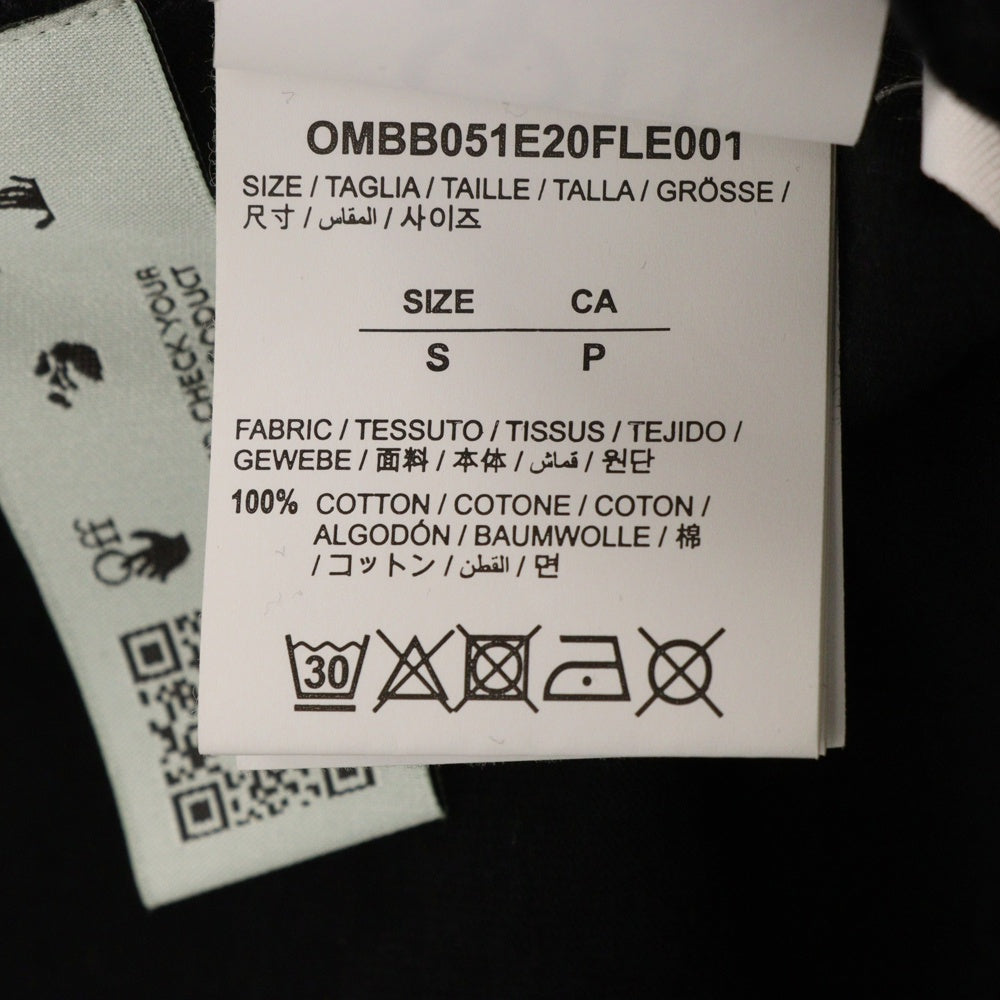 OMBB051E20FLE001
SIZE / TAGLIA / TAILLE / TALLA / GRÖSSE /
尺寸 / المقاس / 사이즈
SIZE CA
S P
FABRIC / TESSUTO / TISSUS / TEJIDO /
GEWEBE / 面料 / 本体 / قماش / 원단
100% COTTON / COTONE / COTON /
ALGODÓN / BAUMWOLLE / 棉
/ コットン / القطن / 면
30
CHECK YOUR